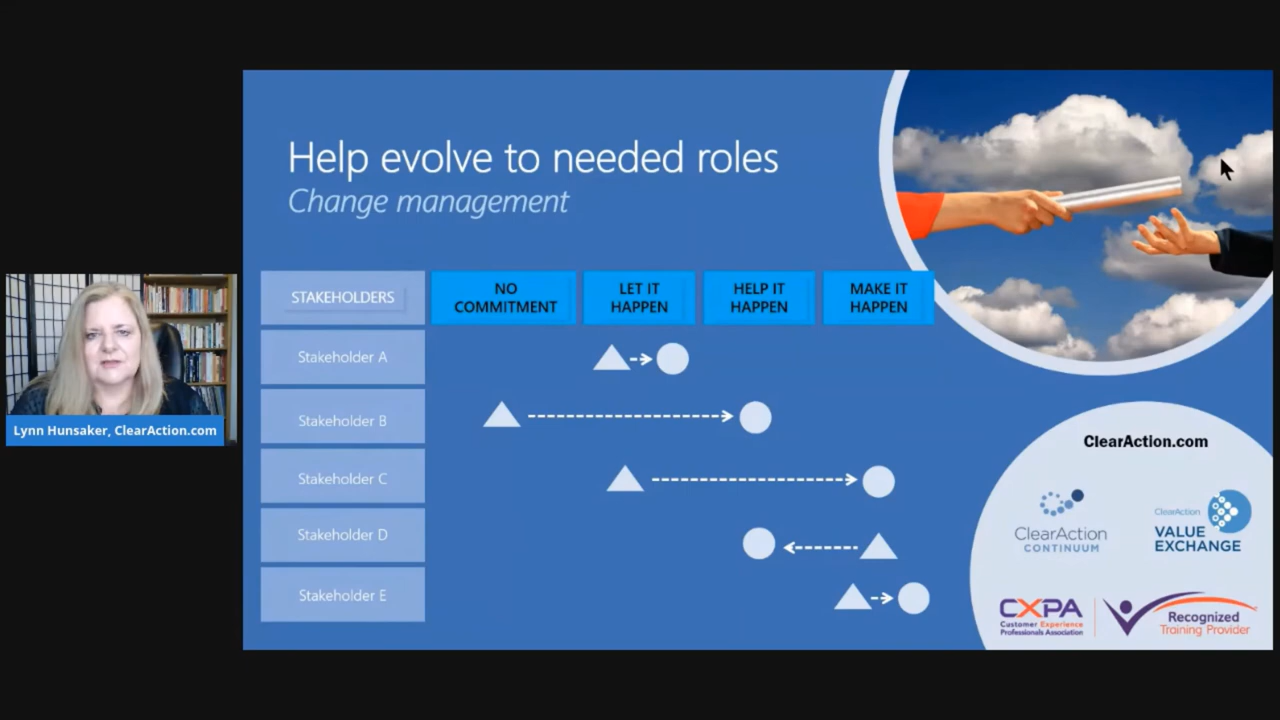 Help evolve to needed roles
Change management
STAKEHOLDERS
NO
COMMITMENT
LET IT
HAPPEN
HELP IT
HAPPEN
MAKE IT
HAPPEN
Stakeholder A
Stakeholder B
Stakeholder C
Stakeholder D
Stakeholder E
Lynn Hunsaker, ClearAction.com
ClearAction.com
ClearAction
CONTINUUM
ClearAction
VALUE
EXCHANGE
CXPA
Customer Experience
Professionals Association
Recognized
Training Provider